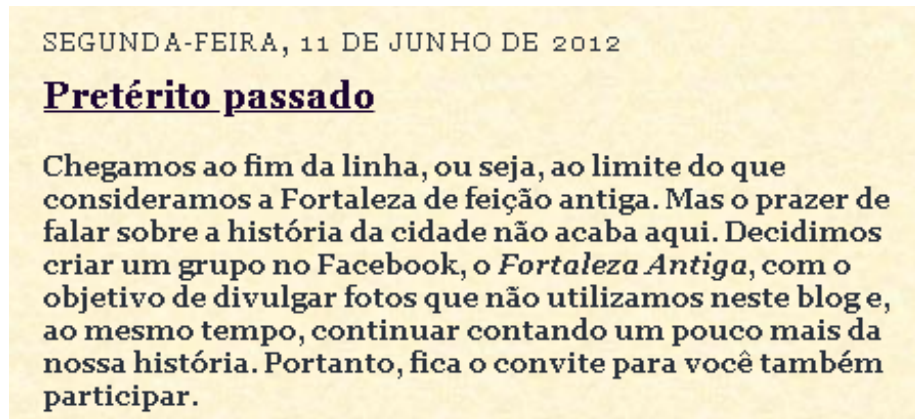 SEGUNDA-FEIRA, 11 DE JUNHO DE 2012
Pretérito passado
Chegamos ao fim da linha, ou seja, ao limite do que
consideramos a Fortaleza de feição antiga. Mas o prazer de
falar sobre a história da cidade não acaba aqui. Decidimos
criar um grupo no Facebook, o Fortaleza Antiga, com o
objetivo de divulgar fotos que não utilizamos neste blog e,
ao mesmo tempo, continuar contando um pouco mais da
nossa história. Portanto, fica o convite para você também
participar.